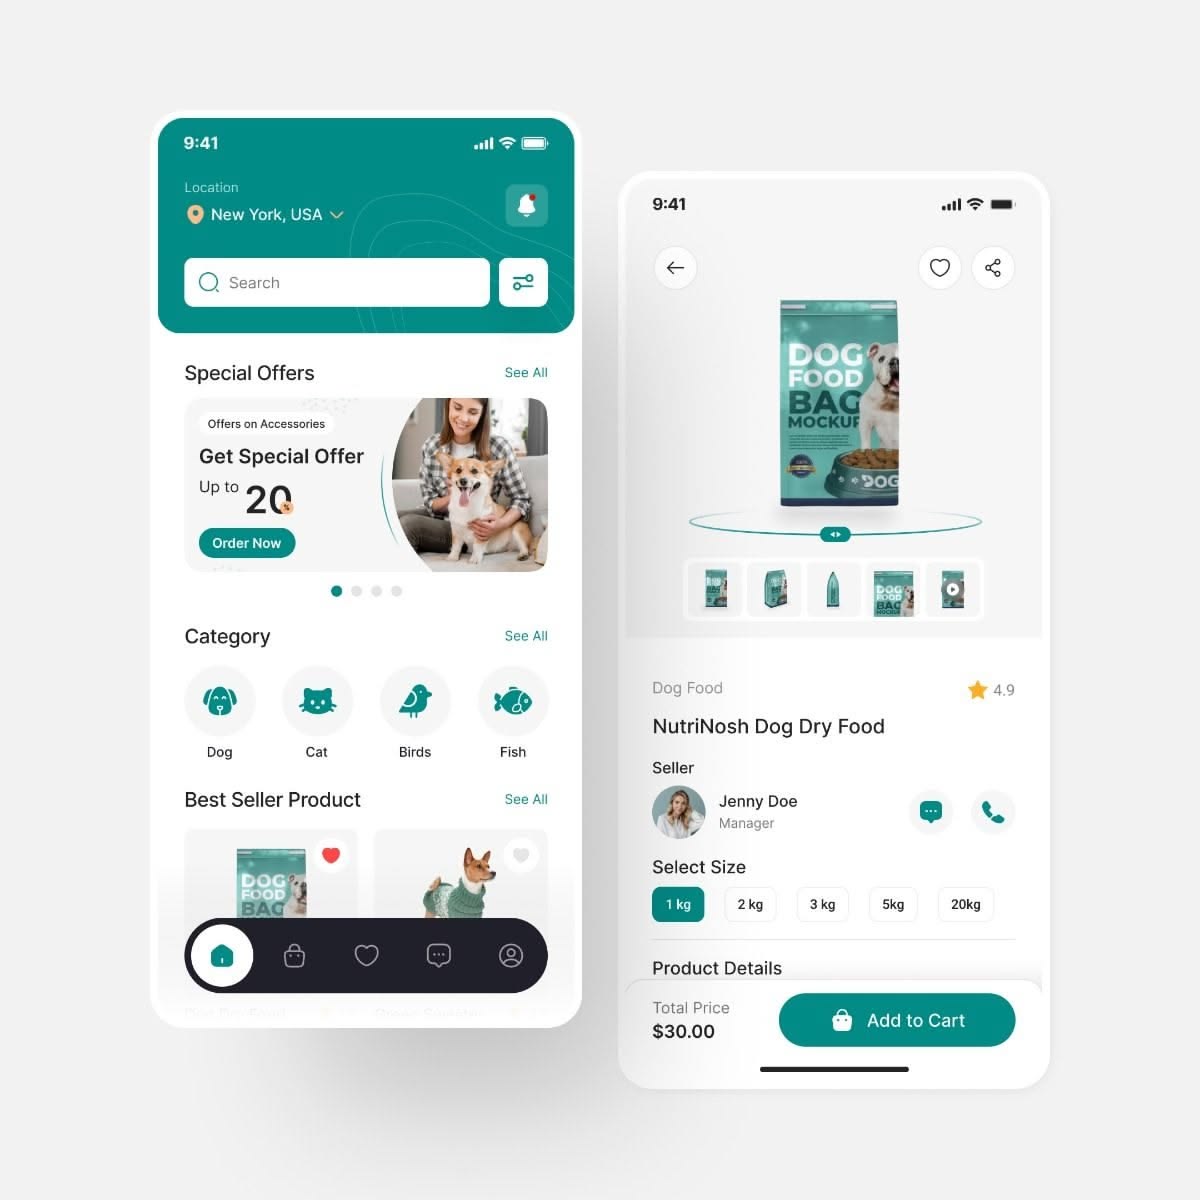 9:41
Location
New York, USA
Search
Special Offers
See All
Offers on Accessories
Get Special Offer
Up to 20%
Order Now
Category
See All
Dog
Cat
Birds
Fish
Best Seller Product
See All
DOG
FOOD
BAG
9:41
DOG
FOOD
BAG
MOCKUP
DOG
DOG
FOOD
BAG
Dog Food
4.9
NutriNosh Dog Dry Food
Seller
Jenny Doe
Manager
Select Size
1 kg
2 kg
3 kg
5kg
20kg
Product Details
Total Price
$30.00
Add to Cart